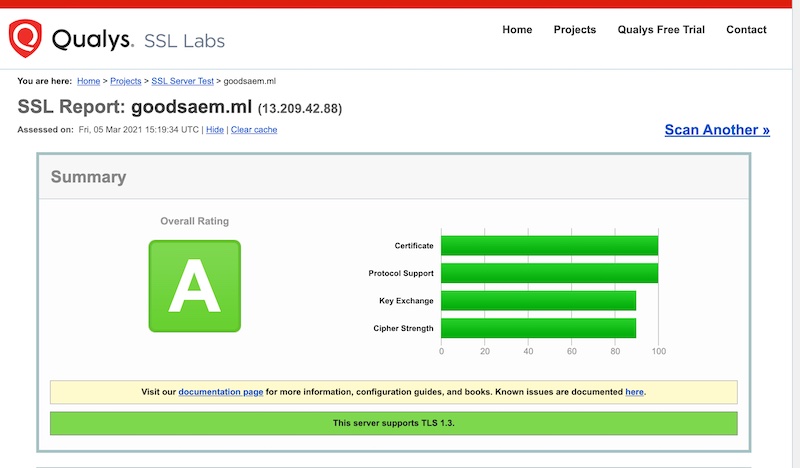 Qualys. SSL Labs
Home Projects Qualys Free Trial Contact
You are here: Home > Projects > SSL Server Test > goodsaem.ml
SSL Report: goodsaem.ml (13.209.42.88)
Assessed on: Fri, 05 Mar 2021 15:19:34 UTC | Hide | Clear cache
Scan Another »
Summary
Overall Rating
A
Certificate
Protocol Support
Key Exchange
Cipher Strength
0 20 40 60 80 100
Visit our documentation page for more information, configuration guides, and books. Known issues are documented here.
This server supports TLS 1.3.